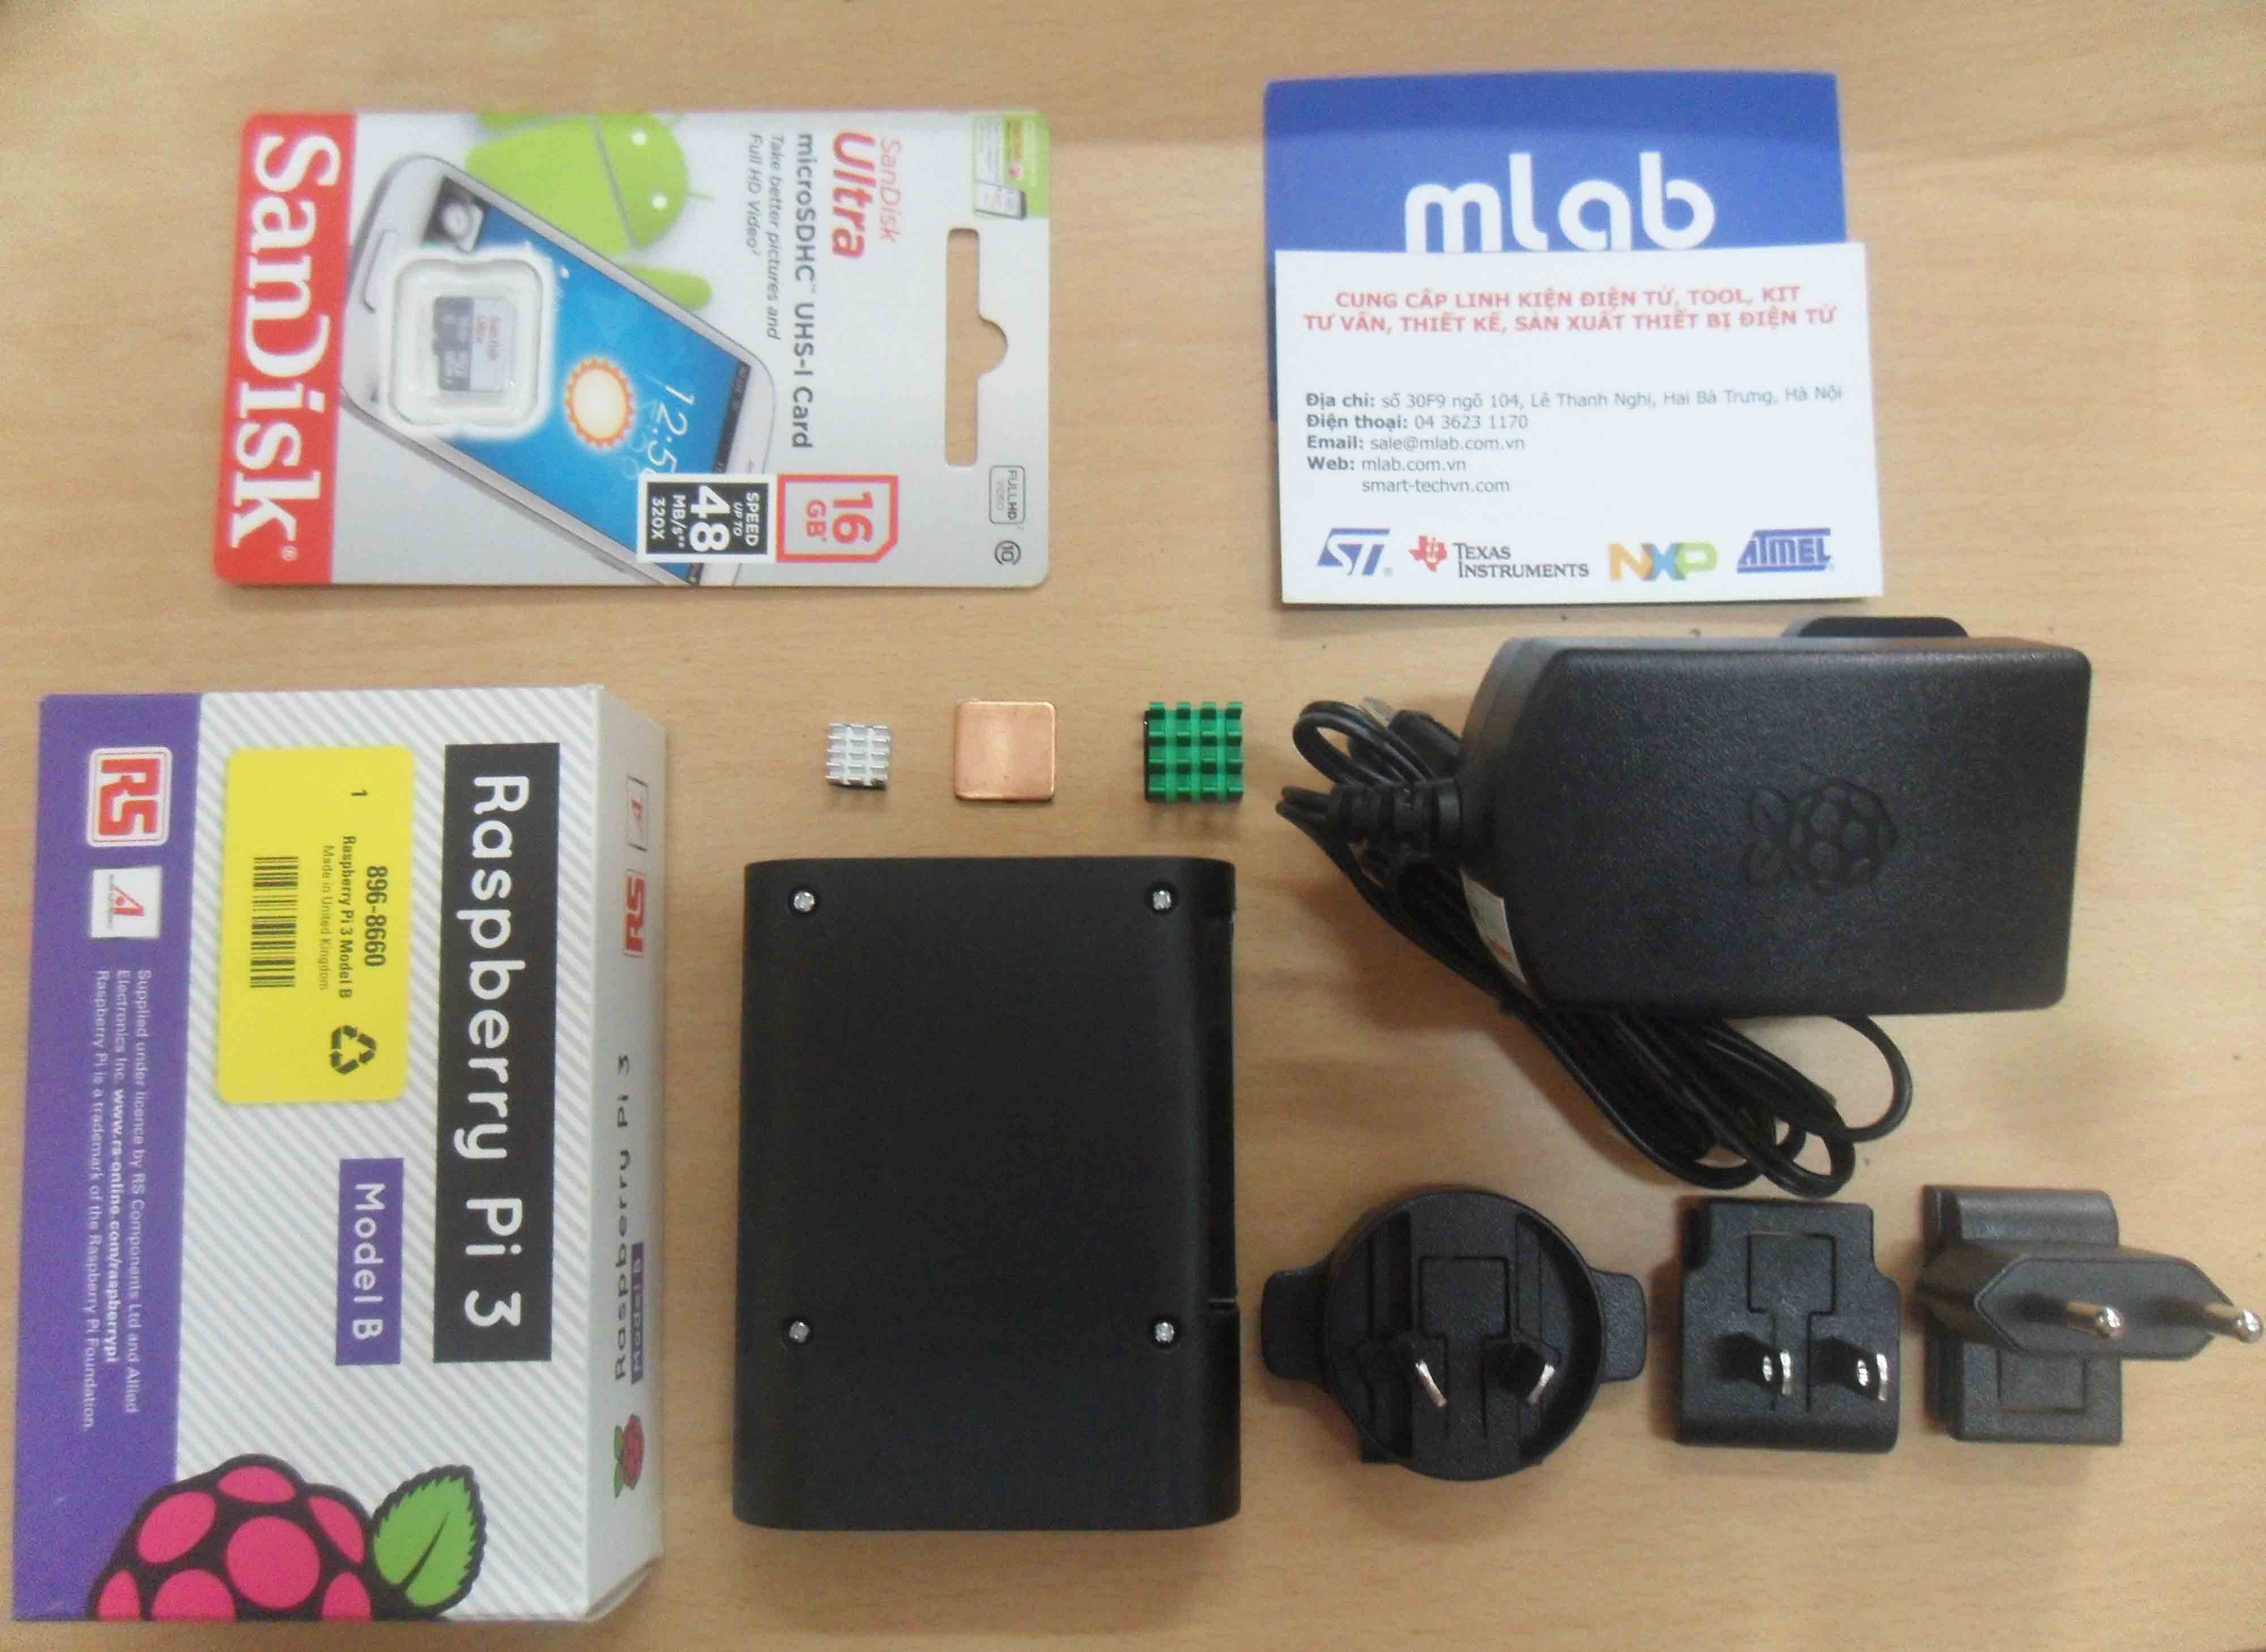 SanDisk®
SanDisk
Ultra
microSDHC™ UHS-I Card
Take better pictures and
Full HD Video
12:5
16
GB
SPEED
UP TO
48
MB/s**
320X
FULL HD
VIDEO
10
mlab
CUNG CẤP LINH KIỆN ĐIỆN TỬ, TOOL, KIT
TƯ VẤN, THIẾT KẾ, SẢN XUẤT THIẾT BỊ ĐIỆN TỬ
Địa chỉ: số 30F9 ngõ 104, Lê Thanh Nghị, Hai Bà Trưng, Hà Nội
Điện thoại: 04 3623 1170
Email: sale@mlab.com.vn
Web: mlab.com.vn
smart-techvn.com
ST
TEXAS
INSTRUMENTS
NXP
ATMEL
Raspberry Pi 3
Model B
896-8660
1
Raspberry Pi 3 Model B
Made in United Kingdom
RS
Supplied under licence by RS Components Ltd and Allied
Electronics Inc. www.rs-online.com/raspberrypi
Raspberry Pi is a trademark of the Raspberry Pi Foundation
RS
Raspberry Pi 3
Model B